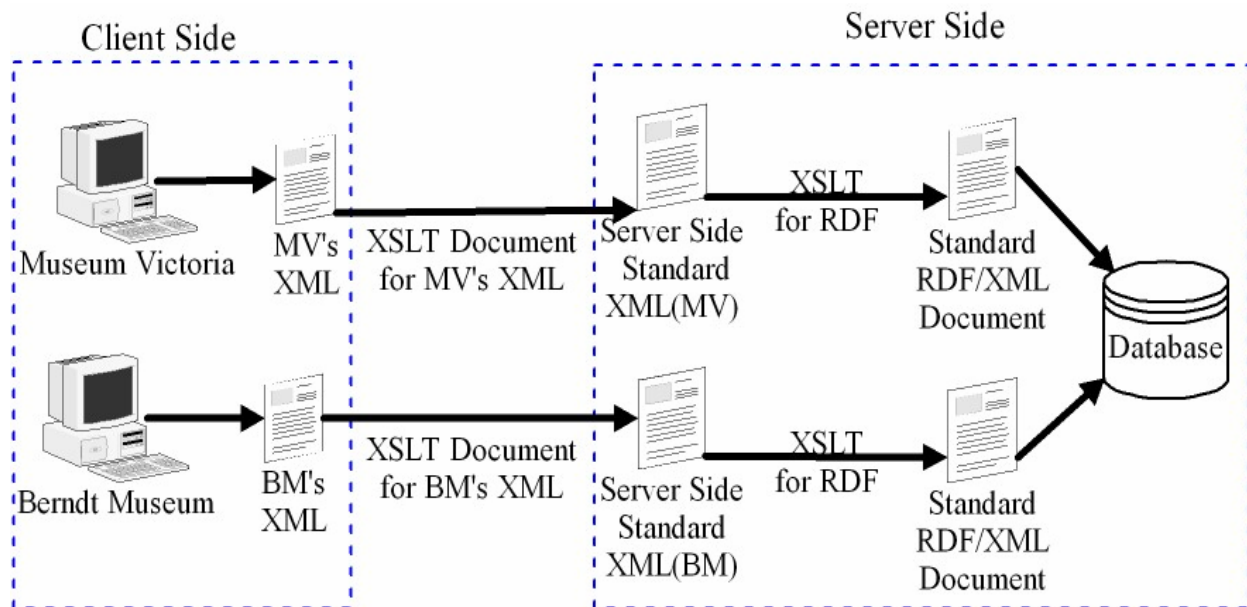 Client Side
Server Side
Museum Victoria
MV's
XML
XSLT Document
for MV's XML
Server Side
Standard
XML(MV)
XSLT
for RDF
Standard
RDF/XML
Document
Database
Berndt Museum
BM's
XML
XSLT Document
for BM's XML
Server Side
Standard
XML(BM)
XSLT
for RDF
Standard
RDF/XML
Document